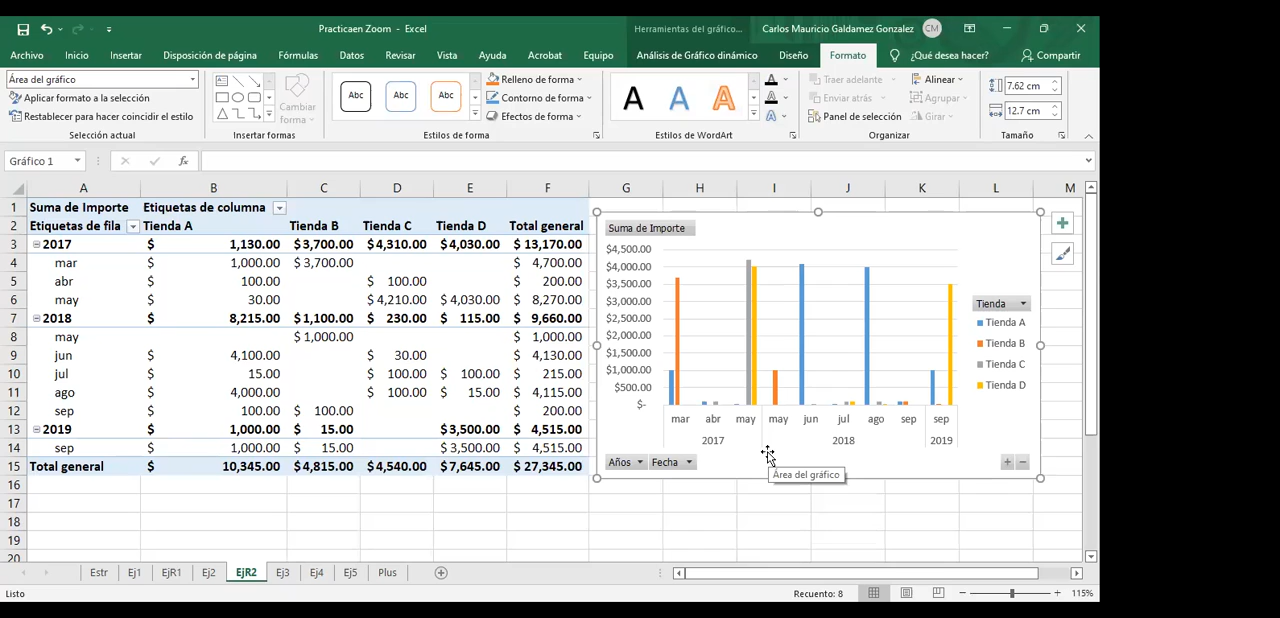 Practicaen Zoom - Excel
Herramientas del gráfico...
Carlos Mauricio Galdamez Gonzalez
CM
Archivo Inicio Insertar Disposición de página Fórmulas Datos Revisar Vista Ayuda Acrobat Equipo Análisis de Gráfico dinámico Diseño Formato ¿Qué desea hacer? Compartir
Área del gráfico
Aplicar formato a la selección
Restablecer para hacer coincidir el estilo
Selección actual
Cambiar
forma
Insertar formas
Abc Abc Abc
Relleno de forma
Contorno de forma
Efectos de forma
Estilos de forma
A A A
A
A
A
Estilos de WordArt
Traer adelante
Enviar atrás
Panel de selección
Alinear
Agrupar
Girar
Organizar
7.62 cm
12.7 cm
Tamaño
Gráfico 1
fx
A B C D E F G H I J K L M
1 Suma de Importe Etiquetas de columna
2 Etiquetas de fila Tienda A Tienda B Tienda C Tienda D Total general
3 2017 $ 1,130.00 $3,700.00 $4,310.00 $4,030.00 $ 13,170.00
4 mar $ 1,000.00 $ 3,700.00 $ 4,700.00
5 abr $ 100.00 $ 100.00 $ 200.00
6 may $ 30.00 $ 4,210.00 $ 4,030.00 $ 8,270.00
7 2018 $ 8,215.00 $1,100.00 $ 230.00 $ 115.00 $ 9,660.00
8 may $ 1,000.00 $ 1,000.00
9 jun $ 4,100.00 $ 30.00 $ 4,130.00
10 jul $ 15.00 $ 100.00 $ 100.00 $ 215.00
11 ago $ 4,000.00 $ 100.00 $ 15.00 $ 4,115.00
12 sep $ 100.00 $ 100.00 $ 200.00
13 2019 $ 1,000.00 $ 15.00 $3,500.00 $ 4,515.00
14 sep $ 1,000.00 $ 15.00 $ 3,500.00 $ 4,515.00
15 Total general $ 10,345.00 $4,815.00 $4,540.00 $7,645.00 $ 27,345.00
16
17
18
19
20
Suma de Importe
$4,500.00
$4,000.00
$3,500.00
$3,000.00
$2,500.00
$2,000.00
$1,500.00
$1,000.00
$500.00
$-
mar abr may may jun jul ago sep sep
2017 2018 2019
Tienda
Tienda A
Tienda B
Tienda C
Tienda D
Años Fecha
Área del gráfico
Estr Ej1 EjR1 Ej2 EjR2 Ej3 Ej4 Ej5 Plus
Listo
Recuento: 8
115%